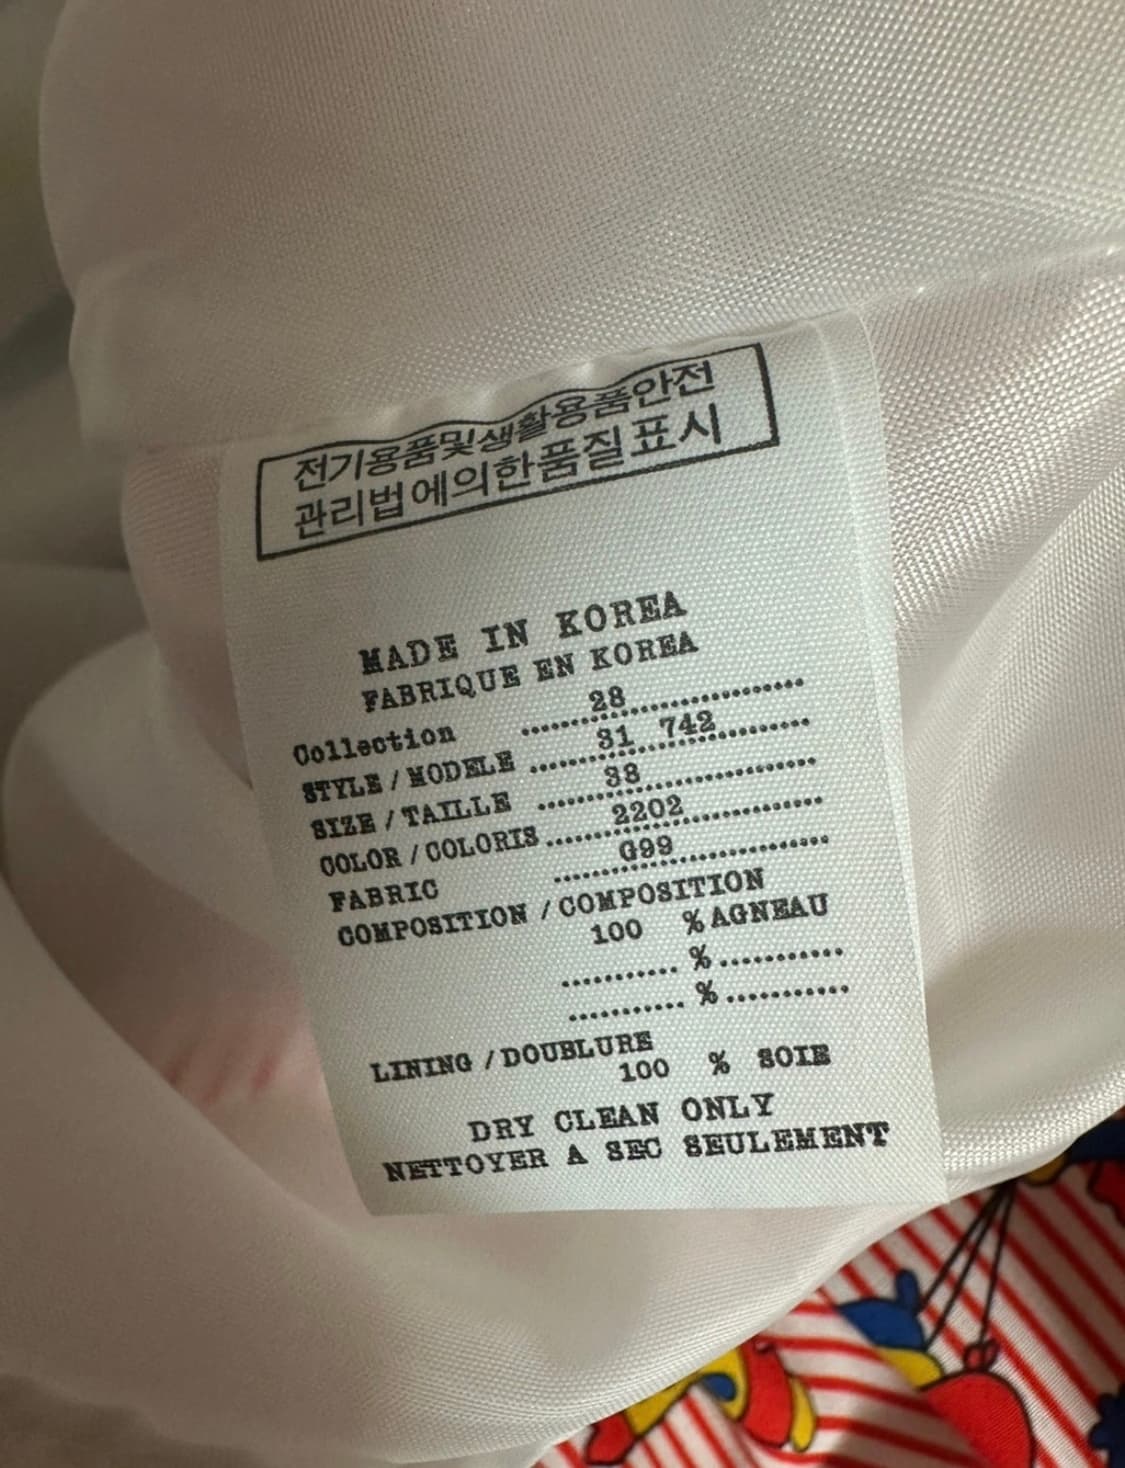 전기용품및생활용품안전
관리법에의한품질표시
MADE IN KOREA
FABRIQUE EN KOREA
Collection 28
STYLE / MODELE 31 742
SIZE / TAILLE 38
COLOR / COLORIS 2202
FABRIC G99
COMPOSITION / COMPOSITION
100 % AGNEAU
%
%
LINING / DOUBLURE
100 % SOIE
DRY CLEAN ONLY
NETTOYER A SEC SEULEMENT